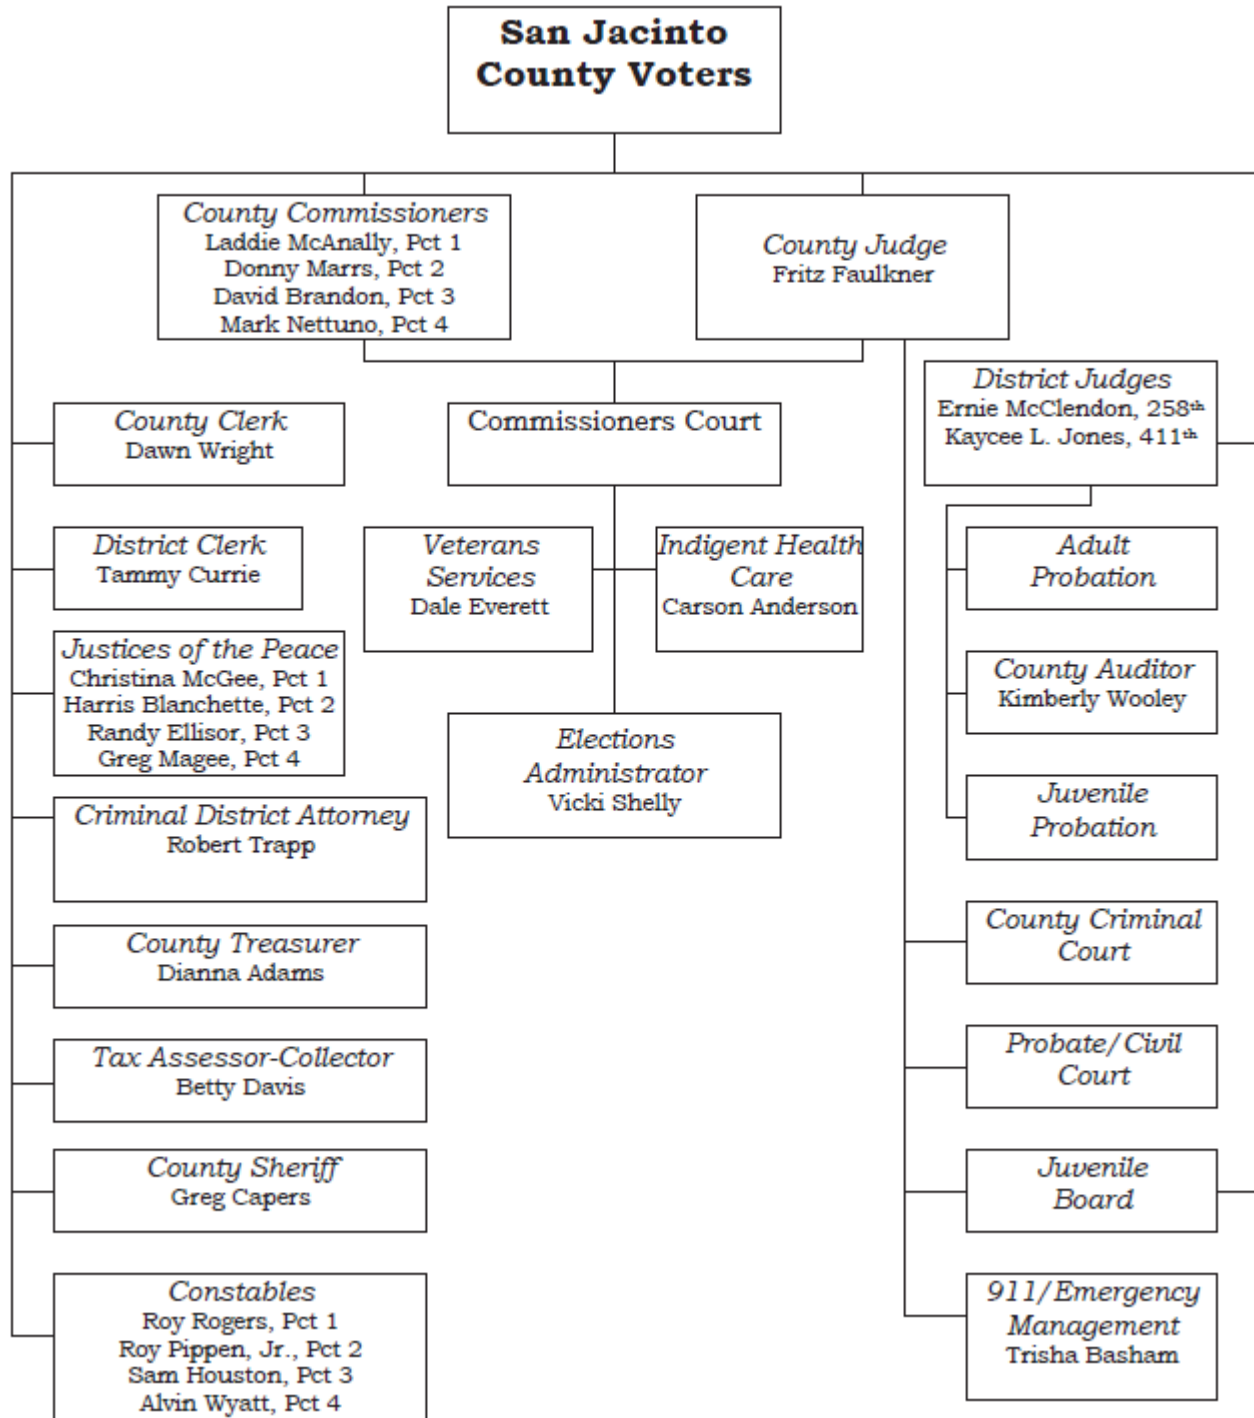 San Jacinto
County Voters
County Commissioners
Laddie McAnally, Pct 1
Donny Marrs, Pct 2
David Brandon, Pct 3
Mark Nettuno, Pct 4
County Judge
Fritz Faulkner
District Judges
Ernie McClendon, 258th
Kaycee L. Jones, 411th
County Clerk
Dawn Wright
Commissioners Court
District Clerk
Tammy Currie
Veterans
Services
Dale Everett
Indigent Health
Care
Carson Anderson
Adult
Probation
Justices of the Peace
Christina McGee, Pct 1
Harris Blanchette, Pct 2
Randy Ellisor, Pct 3
Greg Magee, Pct 4
County Auditor
Kimberly Wooley
Elections
Administrator
Vicki Shelly
Juvenile
Probation
Criminal District Attorney
Robert Trapp
County Treasurer
Dianna Adams
County Criminal
Court
Tax Assessor-Collector
Betty Davis
Probate/Civil
Court
County Sheriff
Greg Capers
Juvenile
Board
Constables
Roy Rogers, Pct 1
Roy Pippen, Jr., Pct 2
Sam Houston, Pct 3
Alvin Wyatt, Pct 4
911/Emergency
Management
Trisha Basham